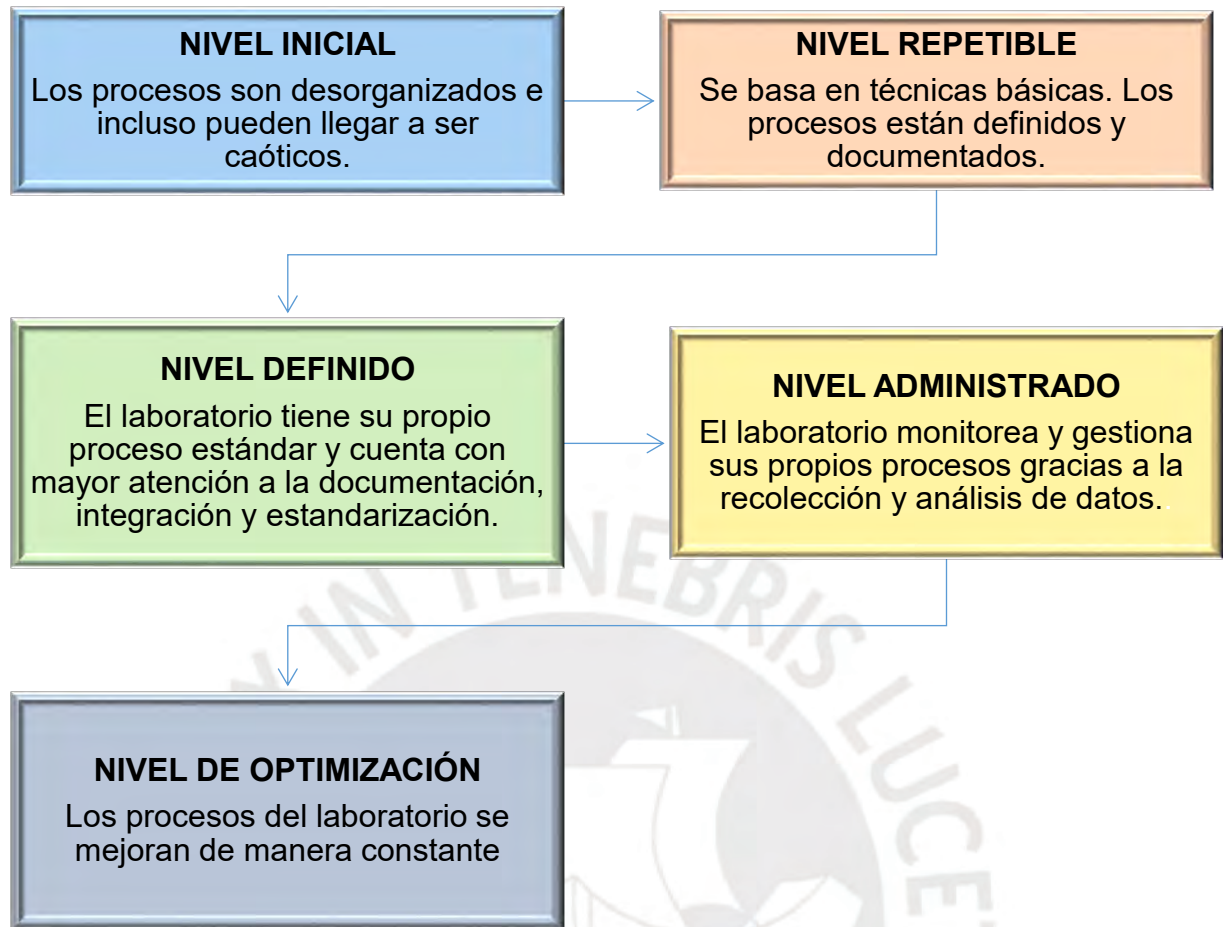 NIVEL INICIAL
Los procesos son desorganizados e
incluso pueden llegar a ser
caóticos.
NIVEL REPETIBLE
Se basa en técnicas básicas. Los
procesos están definidos y
documentados.
NIVEL DEFINIDO
El laboratorio tiene su propio
proceso estándar y cuenta con
mayor atención a la documentación,
integración y estandarización.
NIVEL ADMINISTRADO
El laboratorio monitorea y gestiona
sus propios procesos gracias a la
recolección y análisis de datos..
NIVEL DE OPTIMIZACIÓN
Los procesos del laboratorio se
mejoran de manera constante
IN TENEBRIS